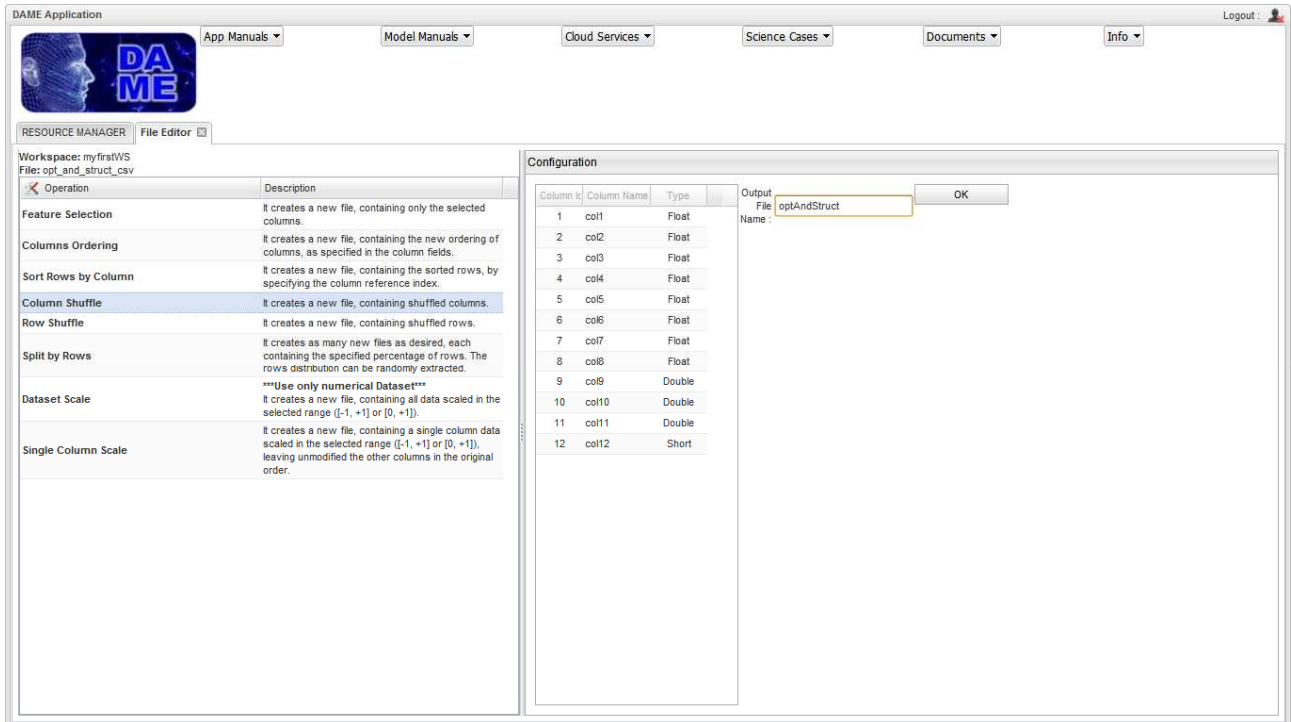 DAME Application
Logout :
DA
ME
App Manuals
Model Manuals
Cloud Services
Science Cases
Documents
Info
RESOURCE MANAGER
File Editor
Workspace: myfirstWS
File: opt_and_struct_csv
Operation Description
Feature Selection
It creates a new file, containing only the selected
columns.
Columns Ordering
It creates a new file, containing the new ordering of
columns, as specified in the column fields.
Sort Rows by Column
It creates a new file, containing the sorted rows, by
specifying the column reference index.
Column Shuffle
It creates a new file, containing shuffled columns.
Row Shuffle
It creates a new file, containing shuffled rows.
Split by Rows
It creates as many new files as desired, each
containing the specified percentage of rows. The
rows distribution can be randomly extracted.
Dataset Scale
***Use only numerical Dataset***
It creates a new file, containing all data scaled in the
selected range ([-1, +1] or [0, +1]).
Single Column Scale
It creates a new file, containing a single column data
scaled in the selected range ([-1, +1] or [0, +1]),
leaving unmodified the other columns in the original
order.
Configuration
Column Column Name Type
1 col1 Float
2 col2 Float
3 col3 Float
4 col4 Float
5 col5 Float
6 col6 Float
7 col7 Float
8 col8 Float
9 col9 Double
10 col10 Double
11 col11 Double
12 col12 Short
Output
File
Name :
optAndStruct
OK